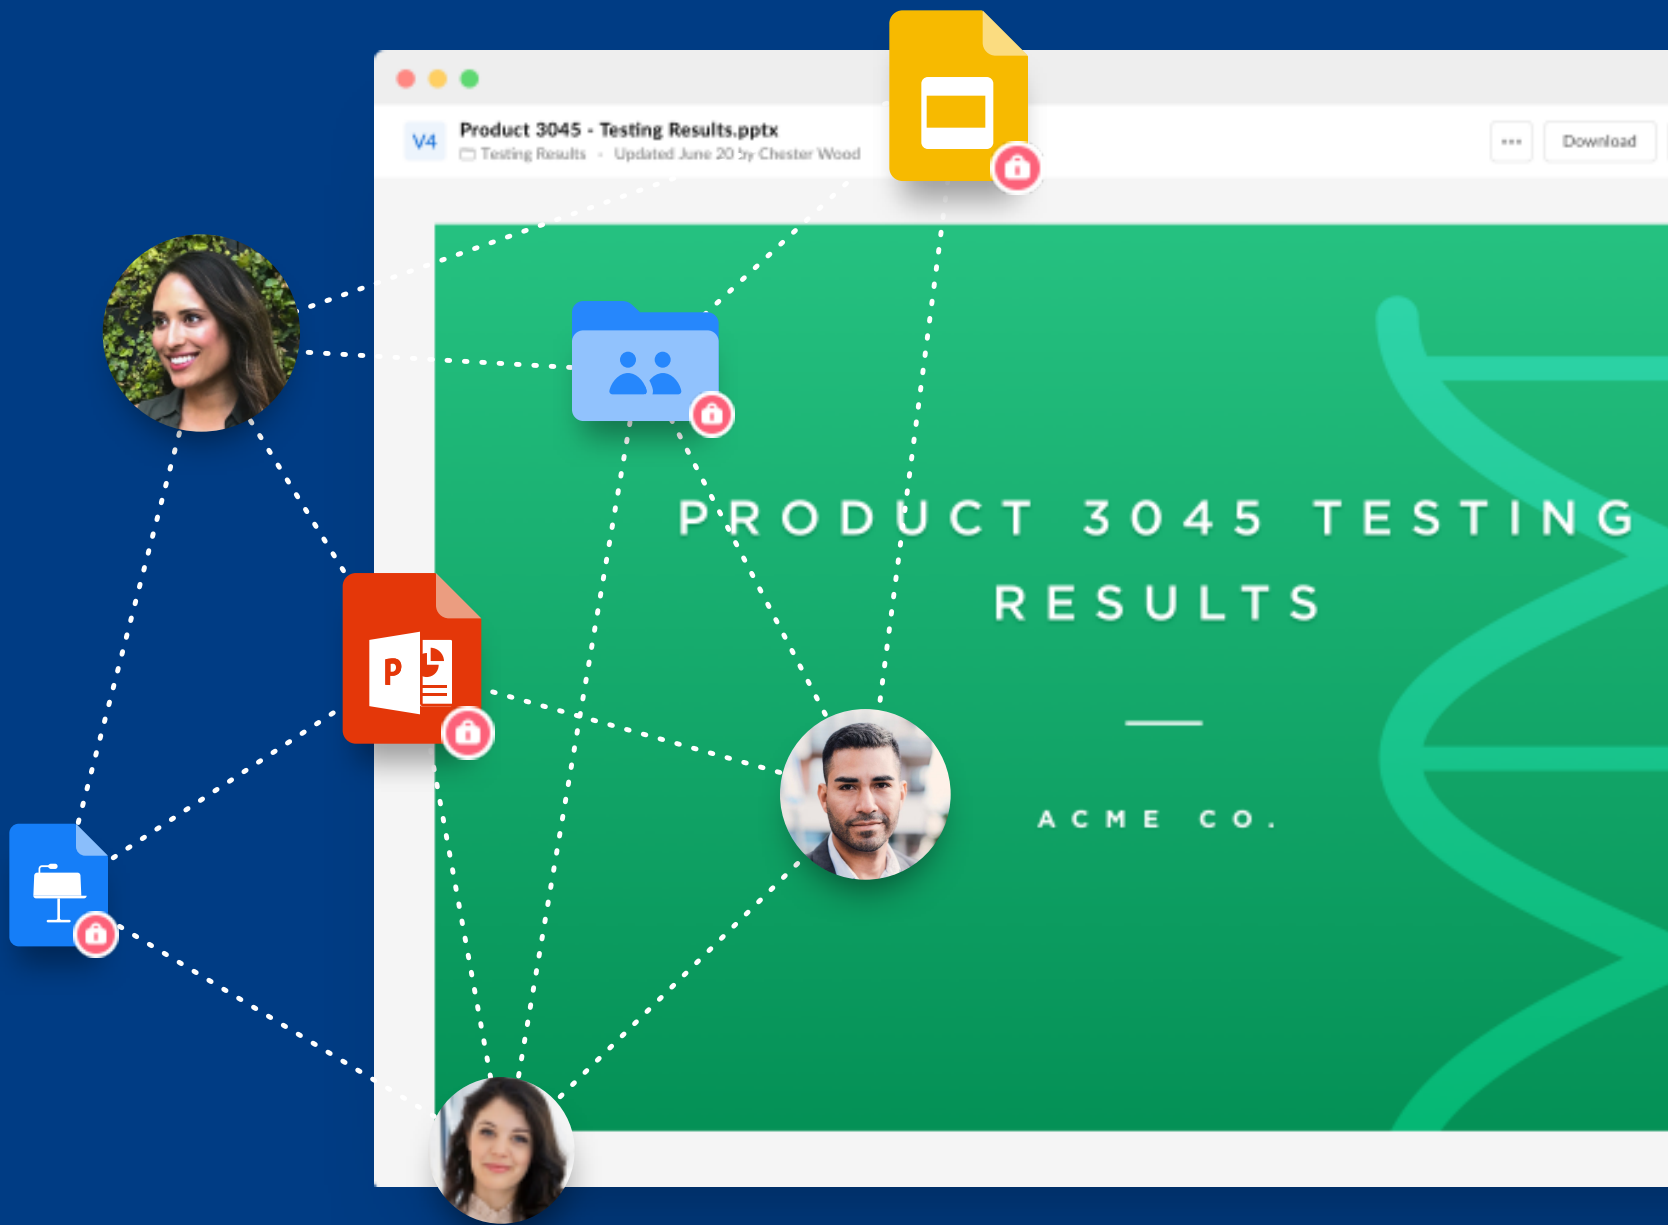 V4
Product 3045 - Testing Results.pptx
Testing Results • Updated June 20 by Chester Wood
••• Download
PRODUCT 3045 TESTING
RESULTS
P
ACME CO.